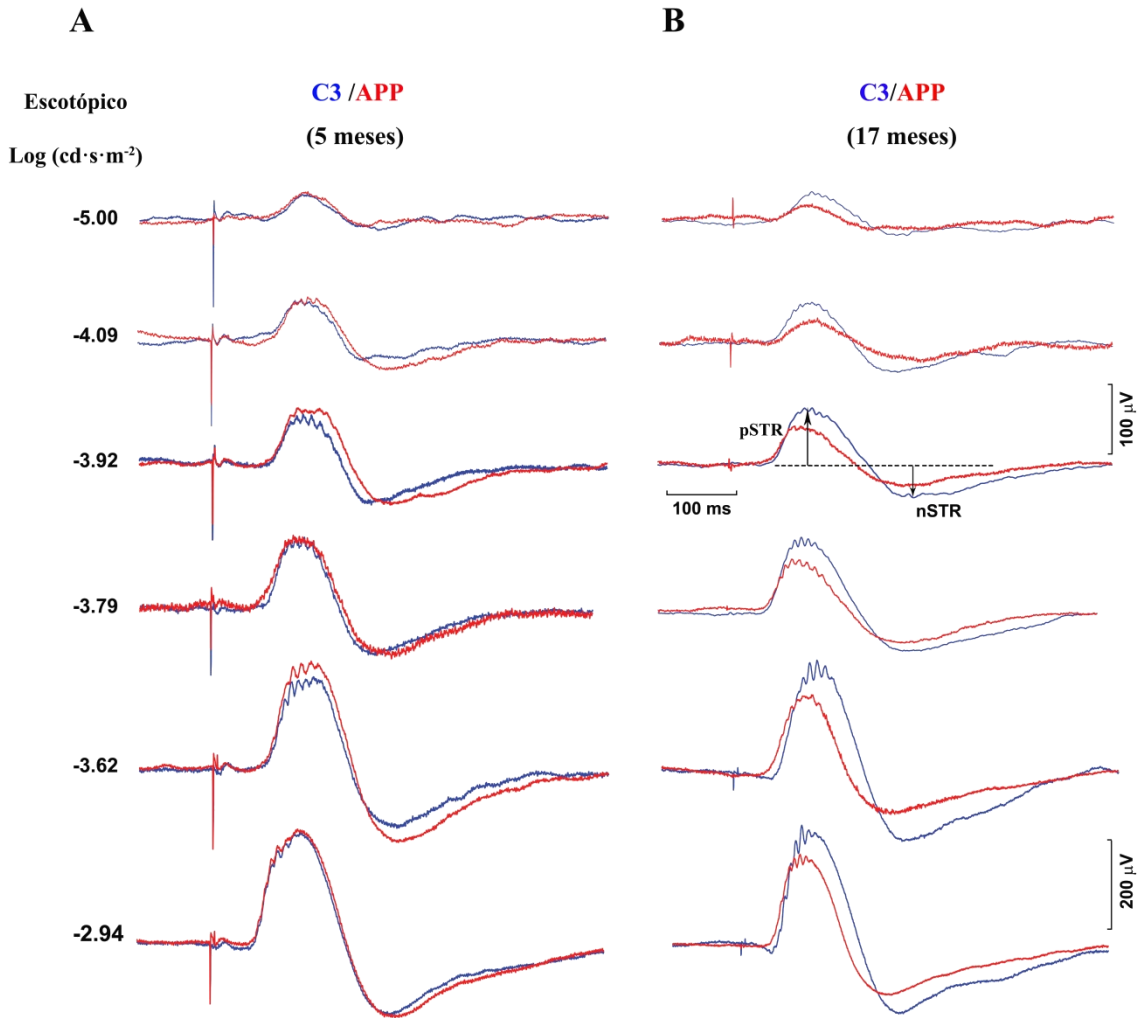 A
B
Escotópico
Log (cd·s·m⁻²)
C3 /APP
(5 meses)
C3/APP
(17 meses)
-5.00
-4.09
-3.92
-3.79
-3.62
-2.94
pSTR
nSTR
100 ms
100 µV
200 µV